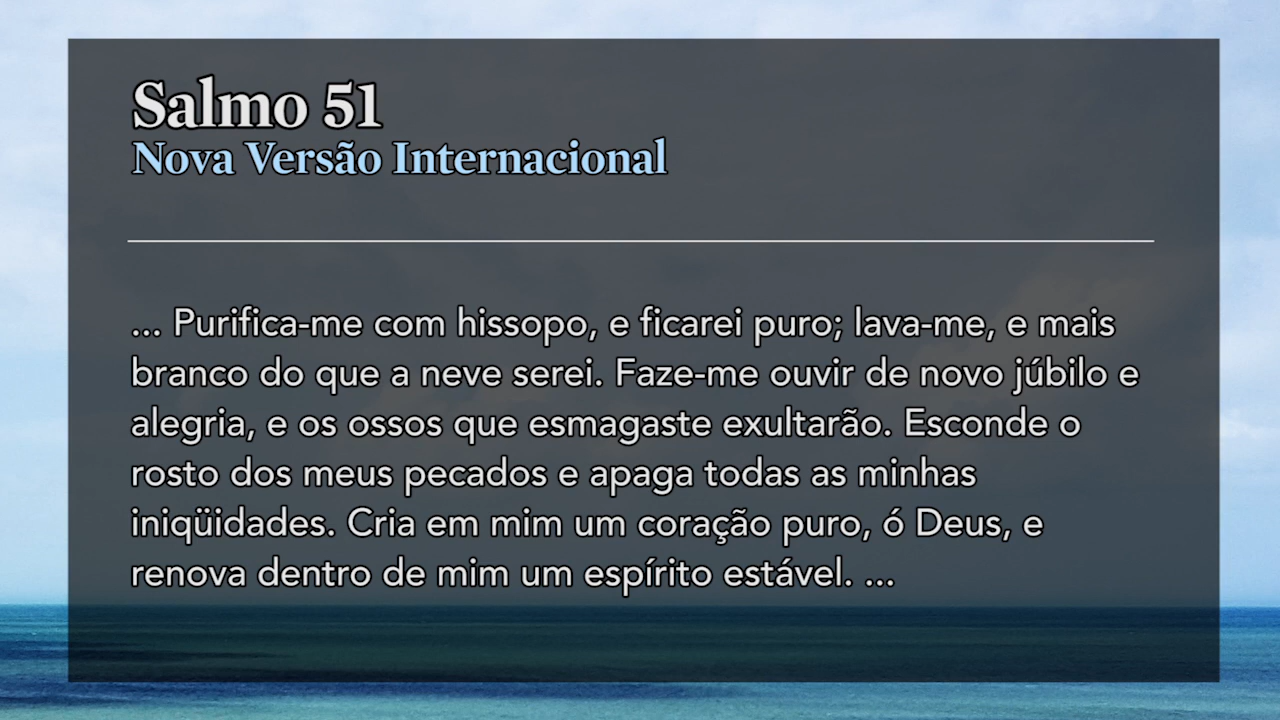 Salmo 51
Nova Versão Internacional
... Purifica-me com hissopo, e ficarei puro; lava-me, e mais
branco do que a neve serei. Faze-me ouvir de novo júbilo e
alegria, e os ossos que esmagaste exultarão. Esconde o
rosto dos meus pecados e apaga todas as minhas
iniqüidades. Cria em mim um coração puro, ó Deus, e
renova dentro de mim um espírito estável. ...